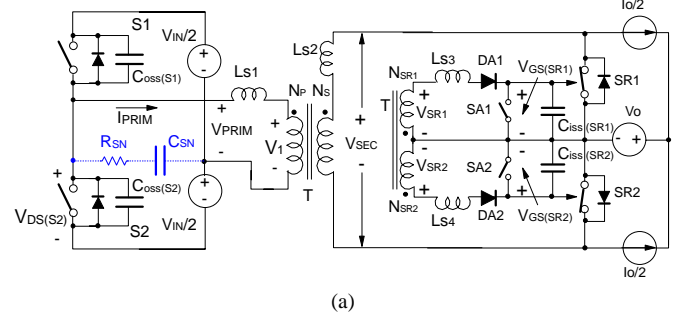 S1
VIN/2
+
-
Coss(S1)
Ls1
Ls2
IPRIM
NP NS
+
VPRIM
-
+
V1
-
T
RSN CSN
+
VDS(S2)
-
Coss(S2)
S2
+
VIN/2
-
+
VSEC
-
NSR1
Ls3
DA1
VGS(SR1)
+
VSR1
-
T
SA1
+
-
Ciss(SR1)
SR1
Io/2
+
VSR2
-
NSR2
Ls4
DA2
SA2
-
+
VGS(SR2)
Ciss(SR2)
SR2
Vo
-
+
Io/2
(a)